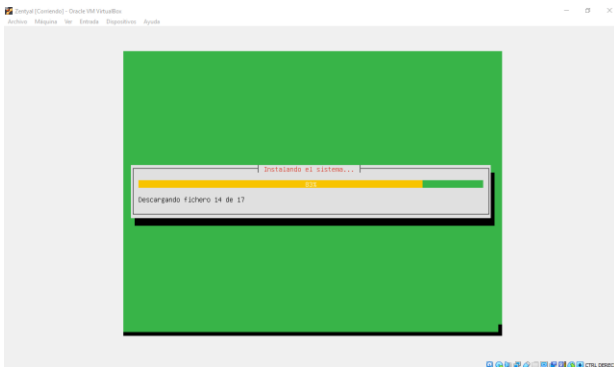 Zentyal [Corriendo] - Oracle VM VirtualBox
Archivo Máquina Ver Entrada Dispositivos Ayuda
Instalando el sistema...
Descargando fichero 14 de 17
CTRL DEREC